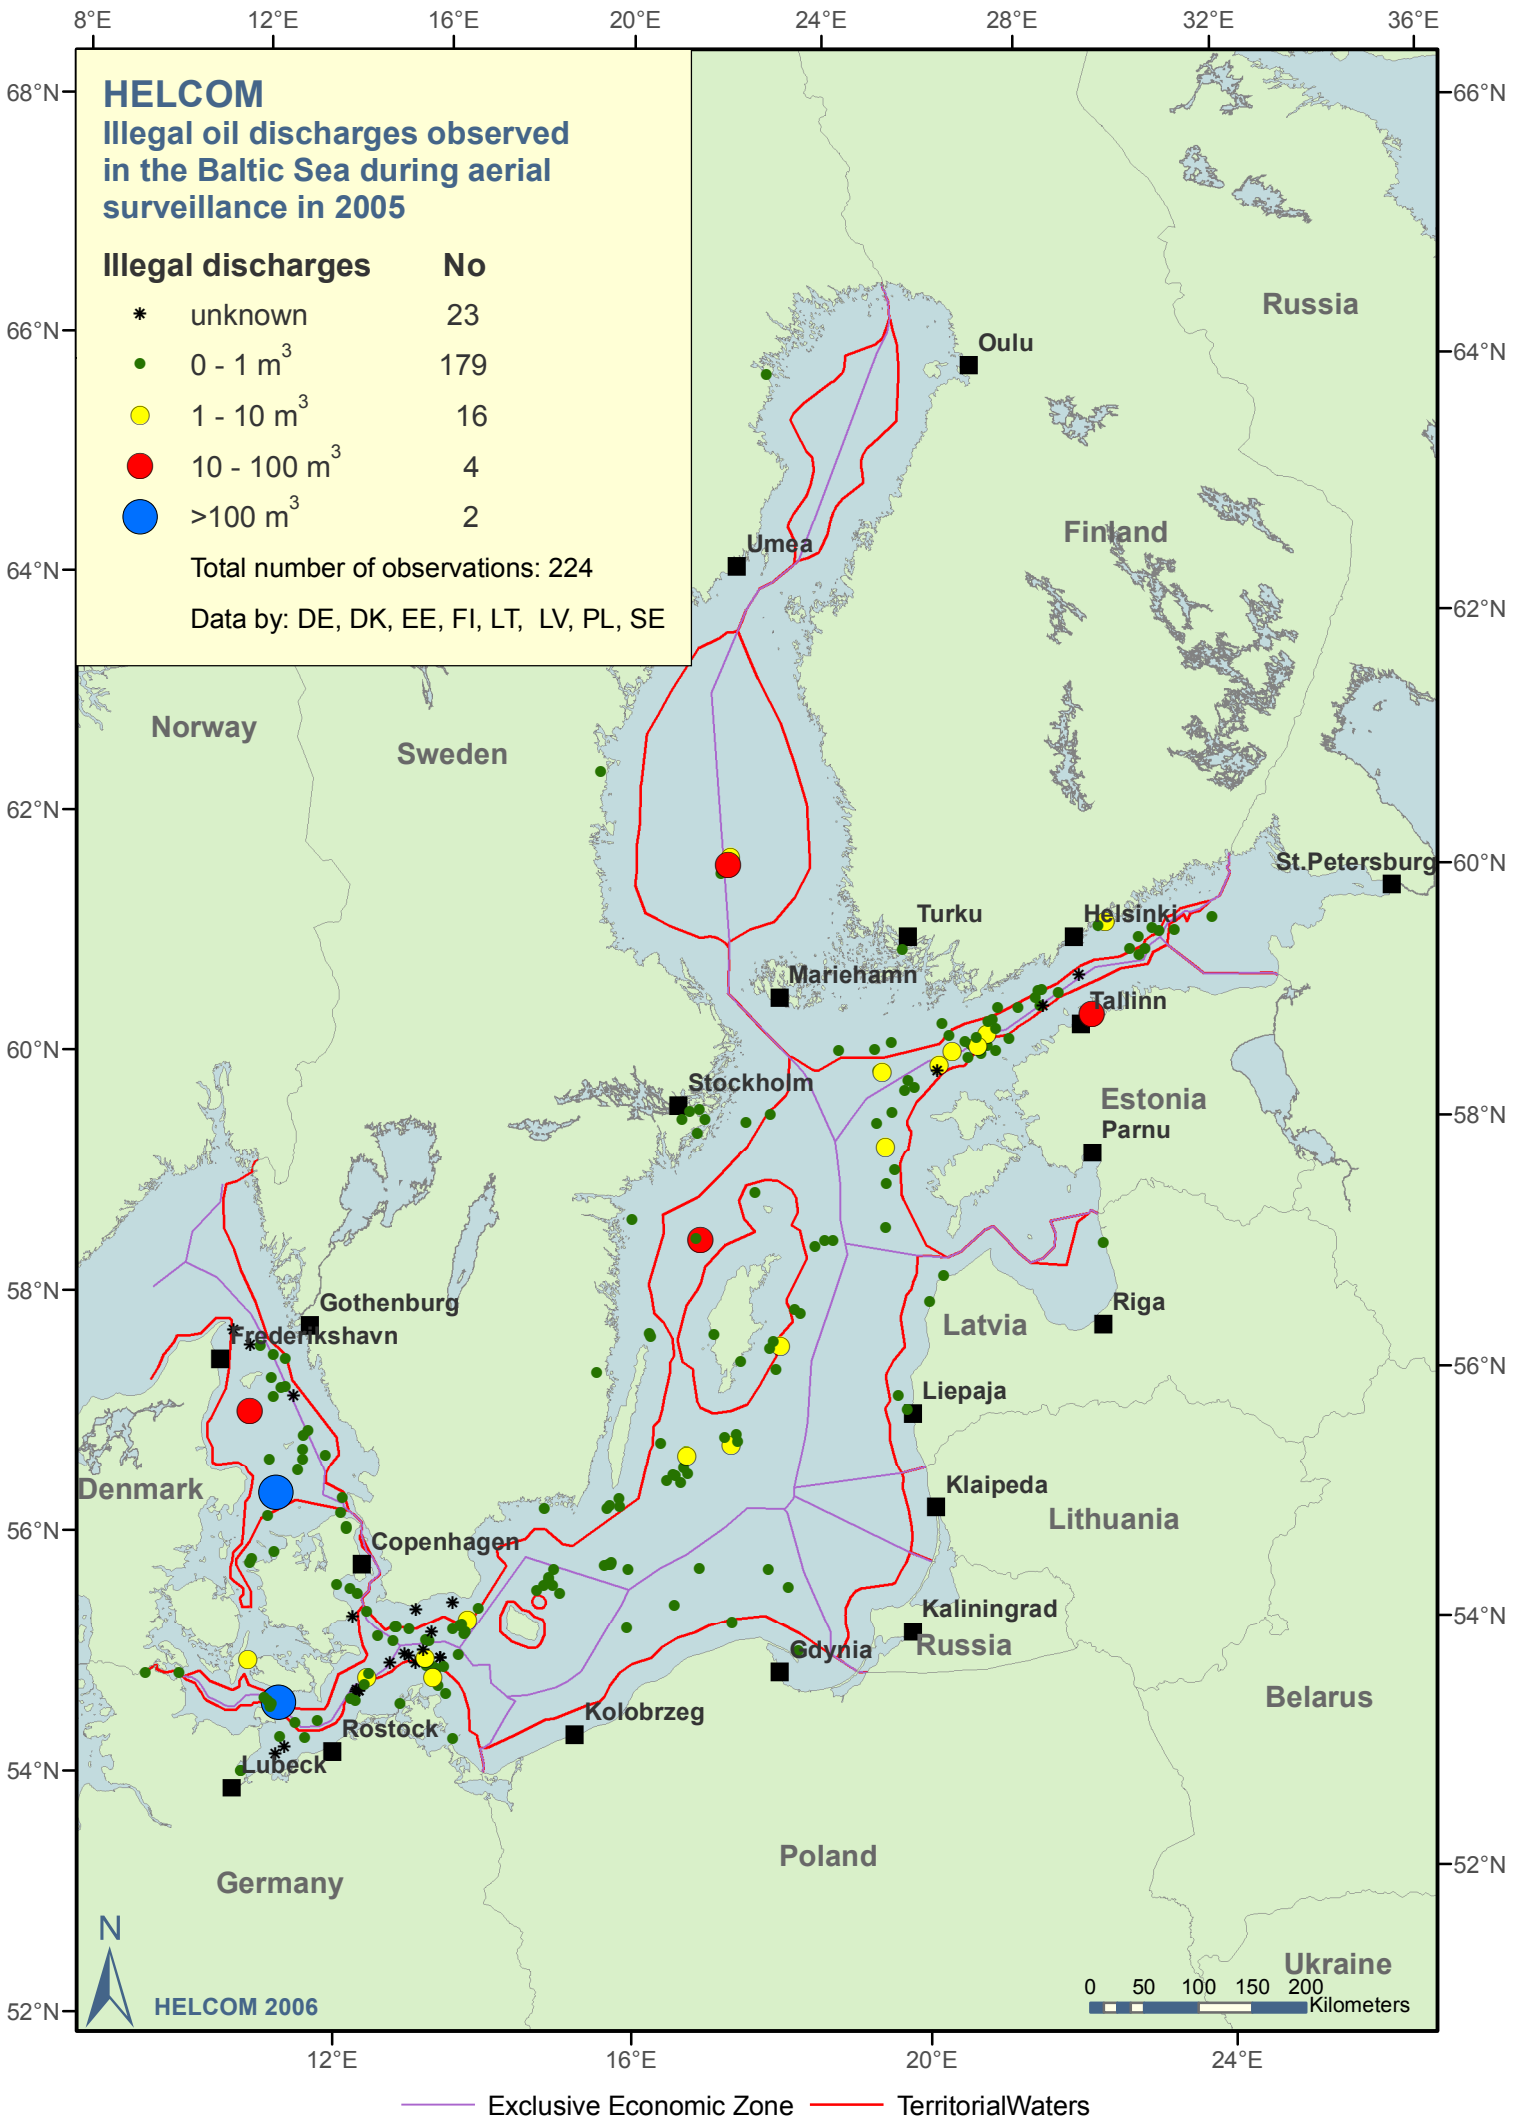 8°E 12°E 16°E 20°E 24°E 28°E 32°E 36°E
68°N
66°N
HELCOM
Illegal oil discharges observed
in the Baltic Sea during aerial
surveillance in 2005
Illegal discharges No
unknown 23
0 - 1 m³ 179
1 - 10 m³ 16
10 - 100 m³ 4
>100 m³ 2
Total number of observations: 224
Data by: DE, DK, EE, FI, LT, LV, PL, SE
Russia
66°N
Oulu
64°N
Finland
Umea
64°N
62°N
Norway
Sweden
62°N
60°N
St.Petersburg
Turku
Helsinki
Mariehamn
Tallinn
60°N
Stockholm
Estonia
58°N
Parnu
58°N
Gothenburg
Riga
Latvia
Frederikshavn
56°N
Liepaja
Denmark
Klaipeda
Lithuania
56°N
Copenhagen
Kaliningrad
54°N
Russia
Gdynia
Belarus
Kolobrzeg
Rostock
54°N
Lubeck
Poland
52°N
Germany
N
Ukraine
0 50 100 150 200
Kilometers
52°N
HELCOM 2006
12°E 16°E 20°E 24°E
Exclusive Economic Zone TerritorialWaters